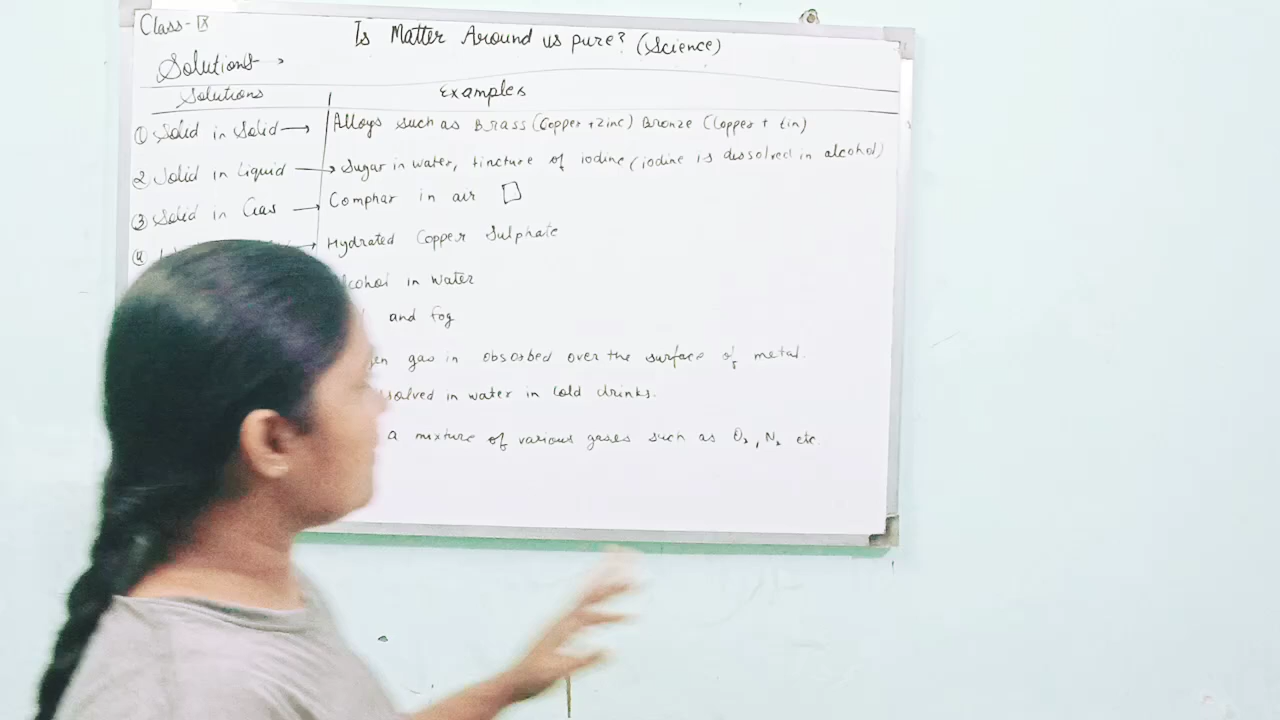 Class-IX
Is Matter Around us pure? (Science)
Solutions
Solutions Examples
① Solid in Solid → Alloys such as Brass (Copper + Zinc) Bronze (Copper + tin)
② Solid in Liquid → Sugar in water, tincture of iodine (iodine is dissolved in alcohol)
③ Solid in Gas → Comphar in air
④ → Hydrated Copper Sulphate
lcohol in water
and fog
gas in obsorbed over the surface of metal.
solved in water in Cold drinks.
a mixture of various gases such as O₂, N₂ etc.